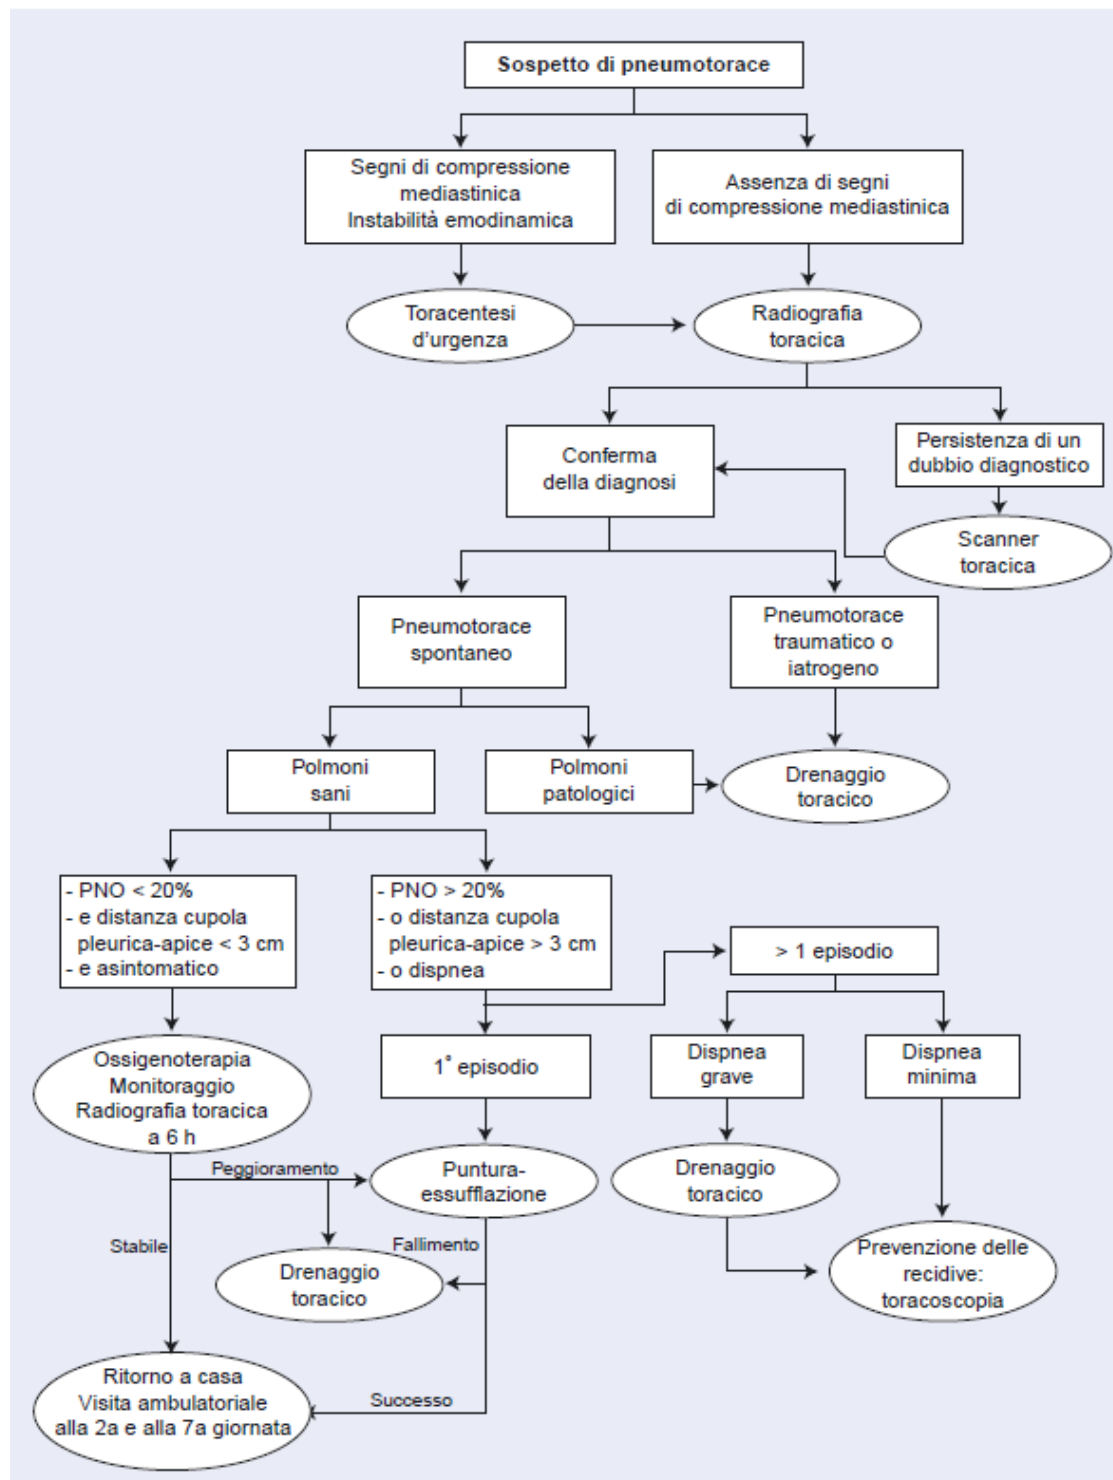 Sospetto di pneumotorace
Segni di compressione
mediastinica
Instabilità emodinamica
Assenza di segni
di compressione mediastinica
Toracentesi
d'urgenza
Radiografia
toracica
Conferma
della diagnosi
Persistenza di un
dubbio diagnostico
Scanner
toracica
Pneumotorace
spontaneo
Pneumotorace
traumatico o
iatrogeno
Polmoni
sani
Polmoni
patologici
Drenaggio
toracico
- PNO < 20%
- e distanza cupola
pleurica-apice < 3 cm
- e asintomatico
- PNO > 20%
- o distanza cupola
pleurica-apice > 3 cm
- o dispnea
> 1 episodio
Ossigenoterapia
Monitoraggio
Radiografia toracica
a 6 h
1° episodio
Dispnea
grave
Dispnea
minima
Peggioramento
Puntura-
essufflazione
Drenaggio
toracico
Stabile
Fallimento
Drenaggio
toracico
Prevenzione delle
recidive:
toracoscopia
Ritorno a casa
Visita ambulatoriale
alla 2a e alla 7a giornata
Successo